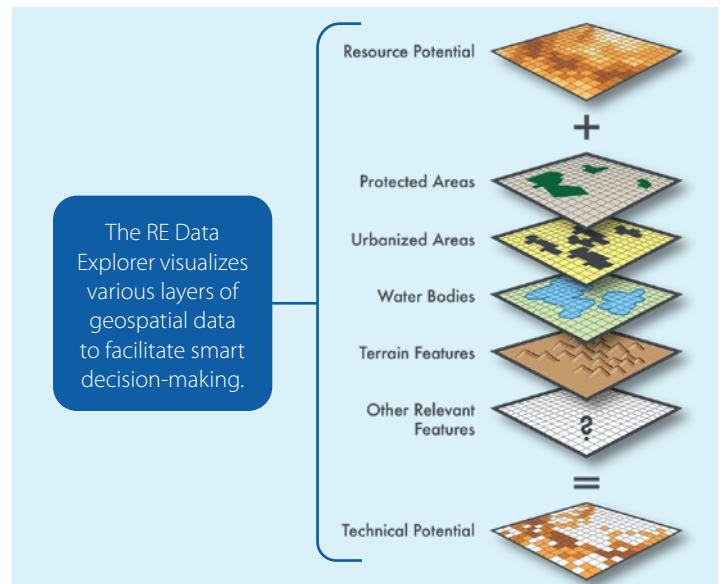 Resource Potential
+
Protected Areas
Urbanized Areas
The RE Data
Explorer visualizes
various layers of
geospatial data
to facilitate smart
decision-making.
Water Bodies
Terrain Features
Other Relevant
Features
?
=
Technical Potential